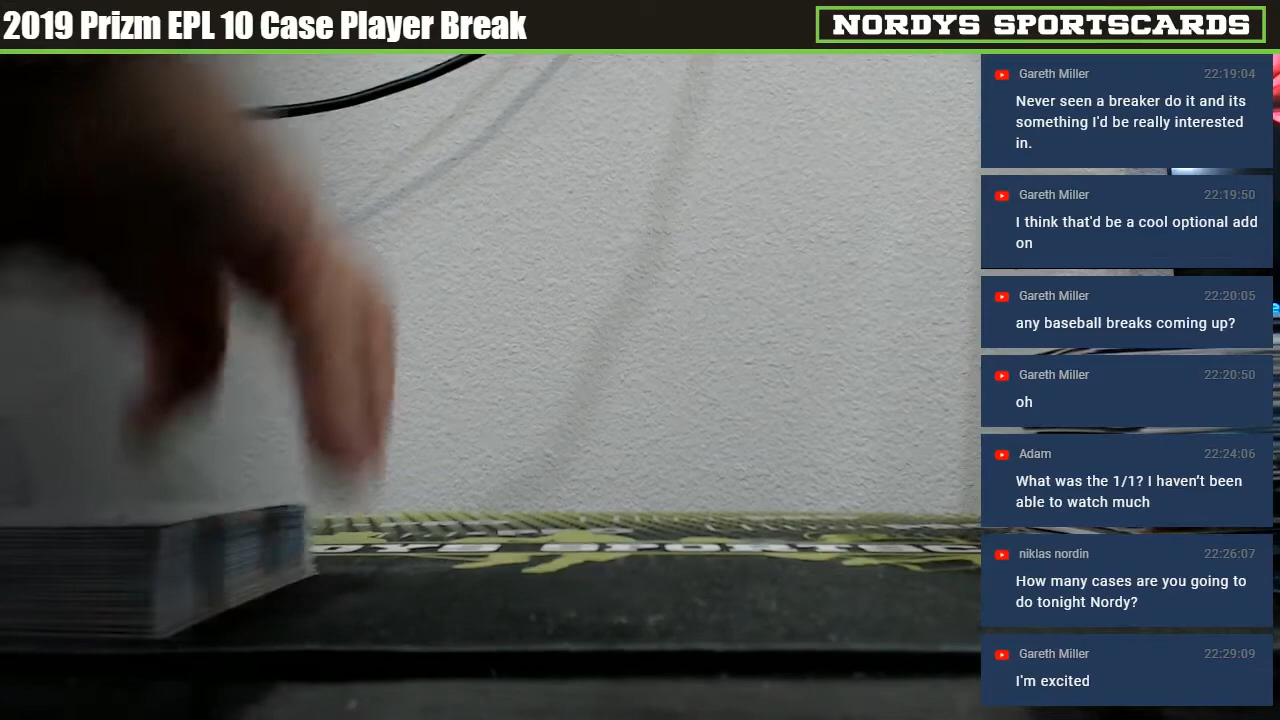 2019 Prizm EPL 10 Case Player Break
NORDYS SPORTSCARDS
Gareth Miller 22:19:04
Never seen a breaker do it and its
something I'd be really interested
in.
Gareth Miller 22:19:50
I think that'd be a cool optional add
on
Gareth Miller 22:20:05
any baseball breaks coming up?
Gareth Miller 22:20:50
oh
Adam 22:24:06
What was the 1/1? I haven't been
able to watch much
niklas nordin 22:26:07
How many cases are you going to
do tonight Nordy?
Gareth Miller 22:29:09
I'm excited
DYS SPORTSC